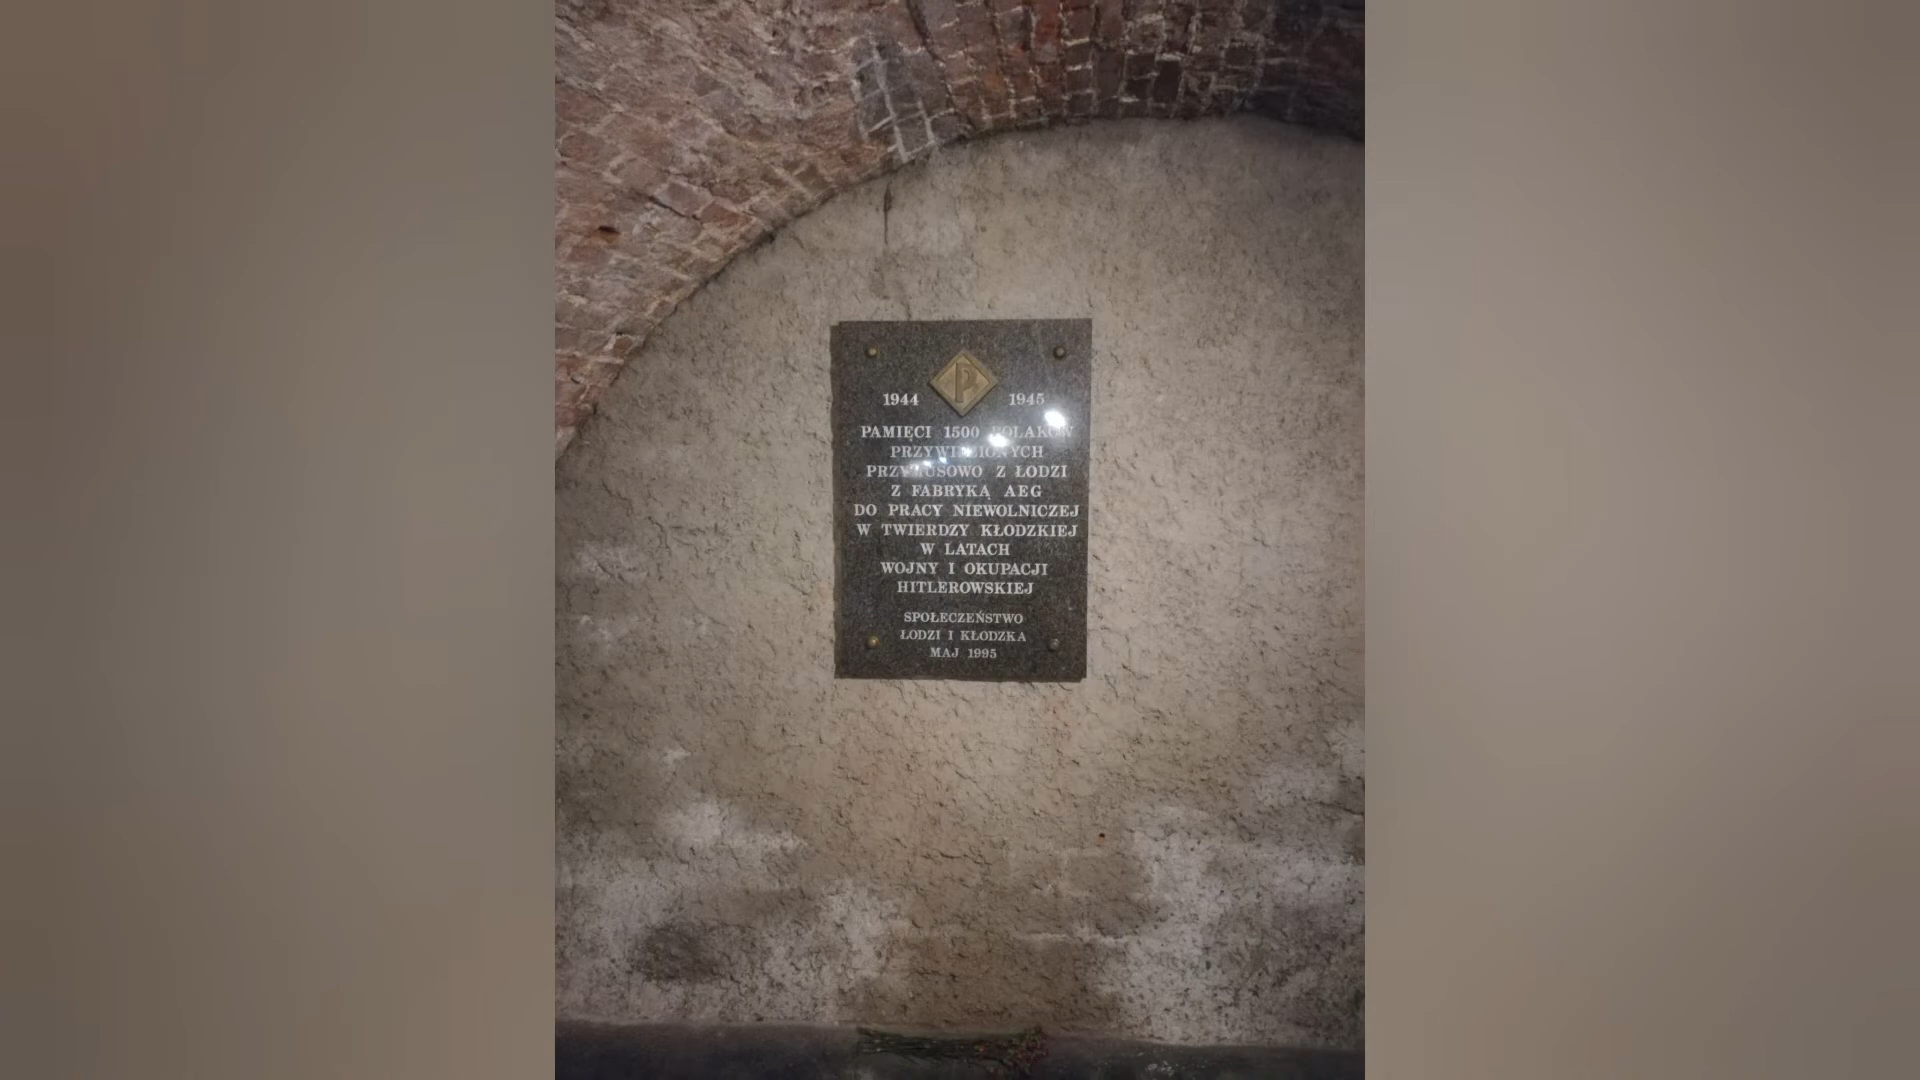 P
1944 1945
PAMIĘCI 1500 POLAKÓW
PRZYWIEZIONYCH
PRZYMUSOWO Z ŁODZI
Z FABRYKĄ AEG
DO PRACY NIEWOLNICZEJ
W TWIERDZY KŁODZKIEJ
W LATACH
WOJNY I OKUPACJI
HITLEROWSKIEJ
SPOŁECZEŃSTWO
ŁODZI I KŁODZKA
MAJ 1995